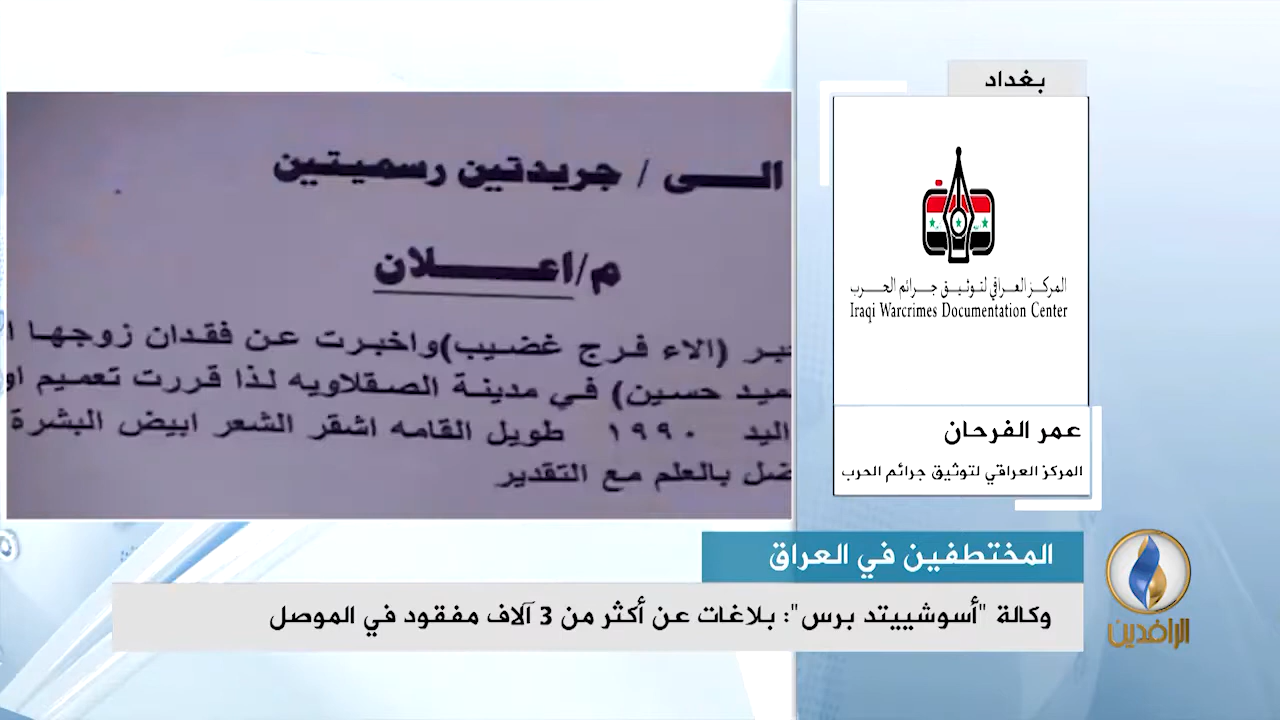 بغداد
المركز العراقي لتوثيق جرائم الحرب
Iraqi Warcrimes Documentation Center
عمر الفرحان
المركز العراقي لتوثيق جرائم الحرب
الـــى / جريدتين رسميتين
م/اعـــــلان
(الاء فرج غضيب)واخبرت عن فقدان زوجها
حسين) في مدينة الصقلاويه لذا قررت تعميم
١٩٩٠ طويل القامه اشقر الشعر ابيض البشرة
بالعلم مع التقدير
المختطفين في العراق
وكالة "أسوشييتد برس": بلاغات عن أكثر من 3 آلاف مفقود في الموصل
الرافدين